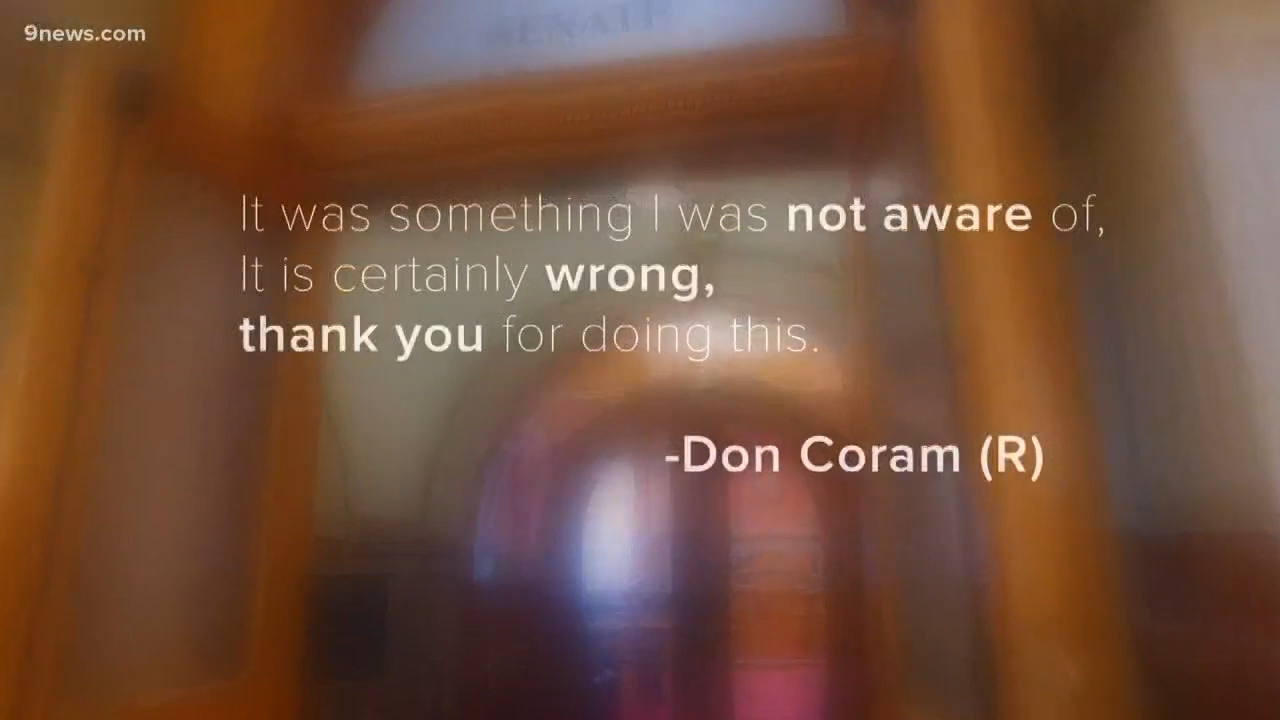 9news.com
SENATE
It was something I was not aware of,
It is certainly wrong,
thank you for doing this.
-Don Coram (R)